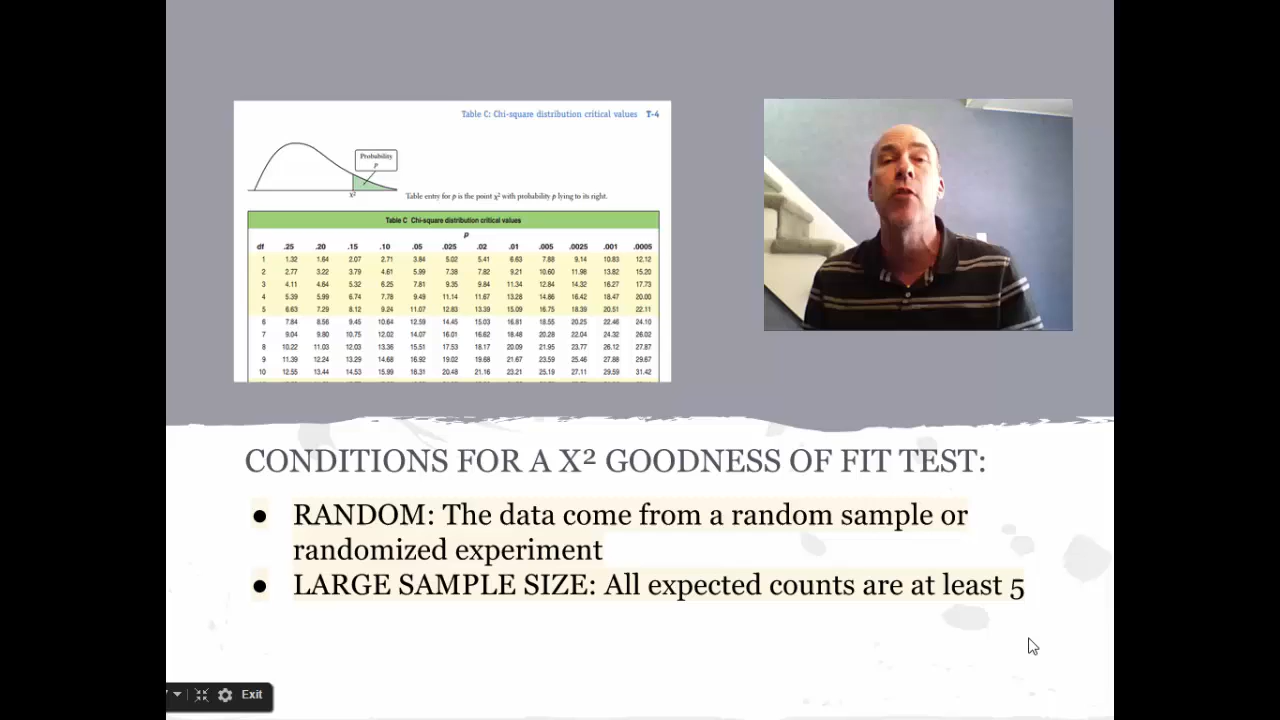 Table C: Chi-square distribution critical values T-4
Probability
p
χ²
Table entry for p is the point χ² with probability p lying to its right.
Table C Chi-square distribution critical values
p
df .25 .20 .15 .10 .05 .025 .02 .01 .005 .0025 .001 .0005
1 1.32 1.64 2.07 2.71 3.84 5.02 5.41 6.63 7.88 9.14 10.83 12.12
2 2.77 3.22 3.79 4.61 5.99 7.38 7.82 9.21 10.60 11.98 13.82 15.20
3 4.11 4.64 5.32 6.25 7.81 9.35 9.84 11.34 12.84 14.32 16.27 17.73
4 5.39 5.99 6.74 7.78 9.49 11.14 11.67 13.28 14.86 16.42 18.47 20.00
5 6.63 7.29 8.12 9.24 11.07 12.83 13.39 15.09 16.75 18.39 20.51 22.11
6 7.84 8.56 9.45 10.64 12.59 14.45 15.03 16.81 18.55 20.25 22.46 24.10
7 9.04 9.80 10.75 12.02 14.07 16.01 16.62 18.48 20.28 22.04 24.32 26.02
8 10.22 11.03 12.03 13.36 15.51 17.53 18.17 20.09 21.95 23.77 26.12 27.87
9 11.39 12.24 13.29 14.68 16.92 19.02 19.68 21.67 23.59 25.46 27.88 29.67
10 12.55 13.44 14.53 15.99 18.31 20.48 21.16 23.21 25.19 27.11 29.59 31.42
CONDITIONS FOR A X² GOODNESS OF FIT TEST:
● RANDOM: The data come from a random sample or
randomized experiment
● LARGE SAMPLE SIZE: All expected counts are at least 5
Exit